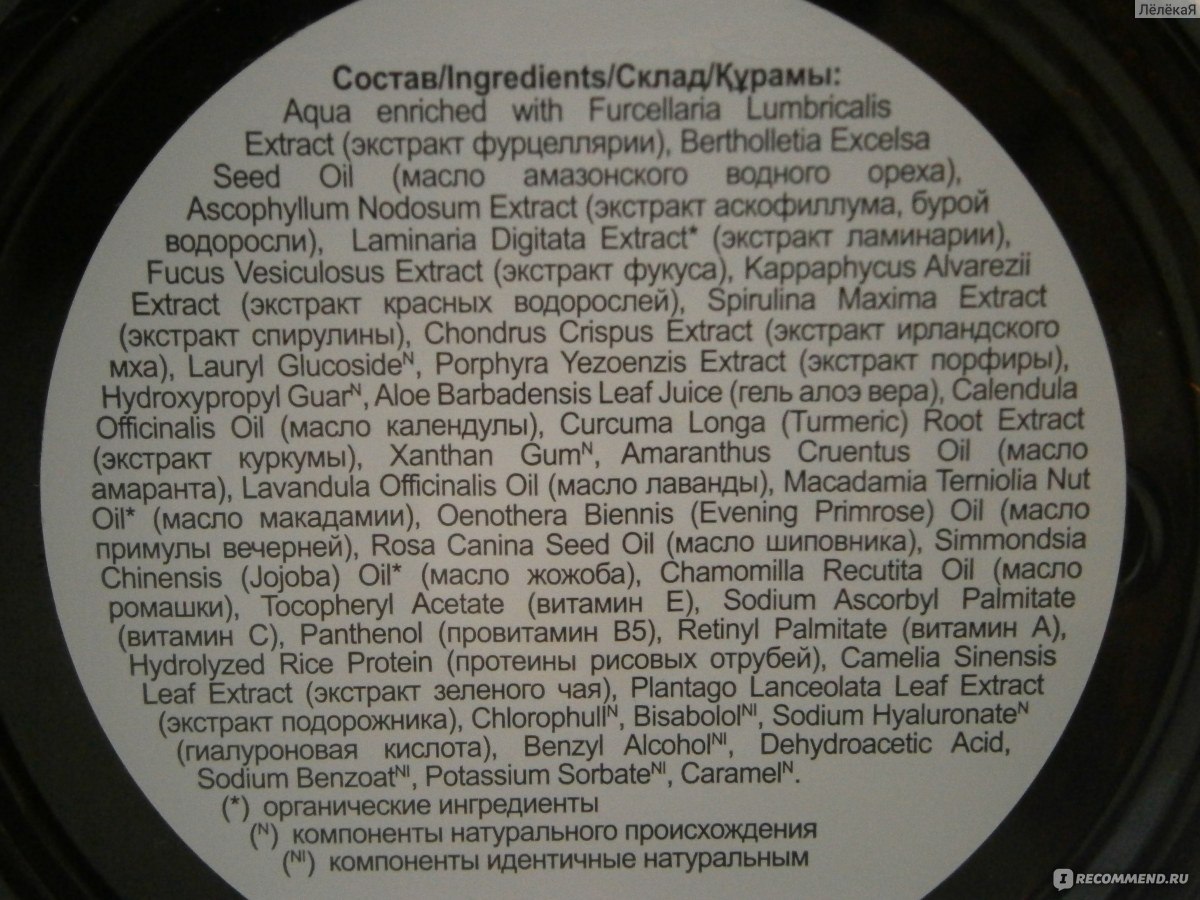 ЛёлёкаЯ
Состав/Ingredients/Склад/Құрамы:
Aqua enriched with Furcellaria Lumbricalis
Extract (экстракт фурцеллярии), Bertholletia Excelsa
Seed Oil (масло амазонского водного ореха),
Ascophyllum Nodosum Extract (экстракт аскофиллума, бурой
водоросли), Laminaria Digitata Extract* (экстракт ламинарии),
Fucus Vesiculosus Extract (экстракт фукуса), Kappaphycus Alvarezii
Extract (экстракт красных водорослей), Spirulina Maxima Extract
(экстракт спирулины), Chondrus Crispus Extract (экстракт ирландского
мха), Lauryl Glucosideᴺ, Porphyra Yezoenzis Extract (экстракт порфиры),
Hydroxypropyl Guarᴺ, Aloe Barbadensis Leaf Juice (гель алоэ вера), Calendula
Officinalis Oil (масло календулы), Curcuma Longa (Turmeric) Root Extract
(экстракт куркумы), Xanthan Gumᴺ, Amaranthus Cruentus Oil (масло
амаранта), Lavandula Officinalis Oil (масло лаванды), Macadamia Terniolia Nut
Oil* (масло макадамии), Oenothera Biennis (Evening Primrose) Oil (масло
примулы вечерней), Rosa Canina Seed Oil (масло шиповника), Simmondsia
Chinensis (Jojoba) Oil* (масло жожоба), Chamomilla Recutita Oil (масло
ромашки), Tocopheryl Acetate (витамин Е), Sodium Ascorbyl Palmitate
(витамин С), Panthenol (провитамин В5), Retinyl Palmitate (витамин А),
Hydrolyzed Rice Protein (протеины рисовых отрубей), Camelia Sinensis
Leaf Extract (экстракт зеленого чая), Plantago Lanceolata Leaf Extract
(экстракт подорожника), Chlorophullᴺ, Bisabololᴺᴵ, Sodium Hyaluronateᴺ
(гиалуроновая кислота), Benzyl Alcoholᴺᴵ, Dehydroacetic Acid,
Sodium Benzoatᴺᴵ, Potassium Sorbateᴺᴵ, Caramelᴺ.
(*) органические ингредиенты
(ᴺ) компоненты натурального происхождения
(ᴺᴵ) компоненты идентичные натуральным
IRECOMMEND.RU